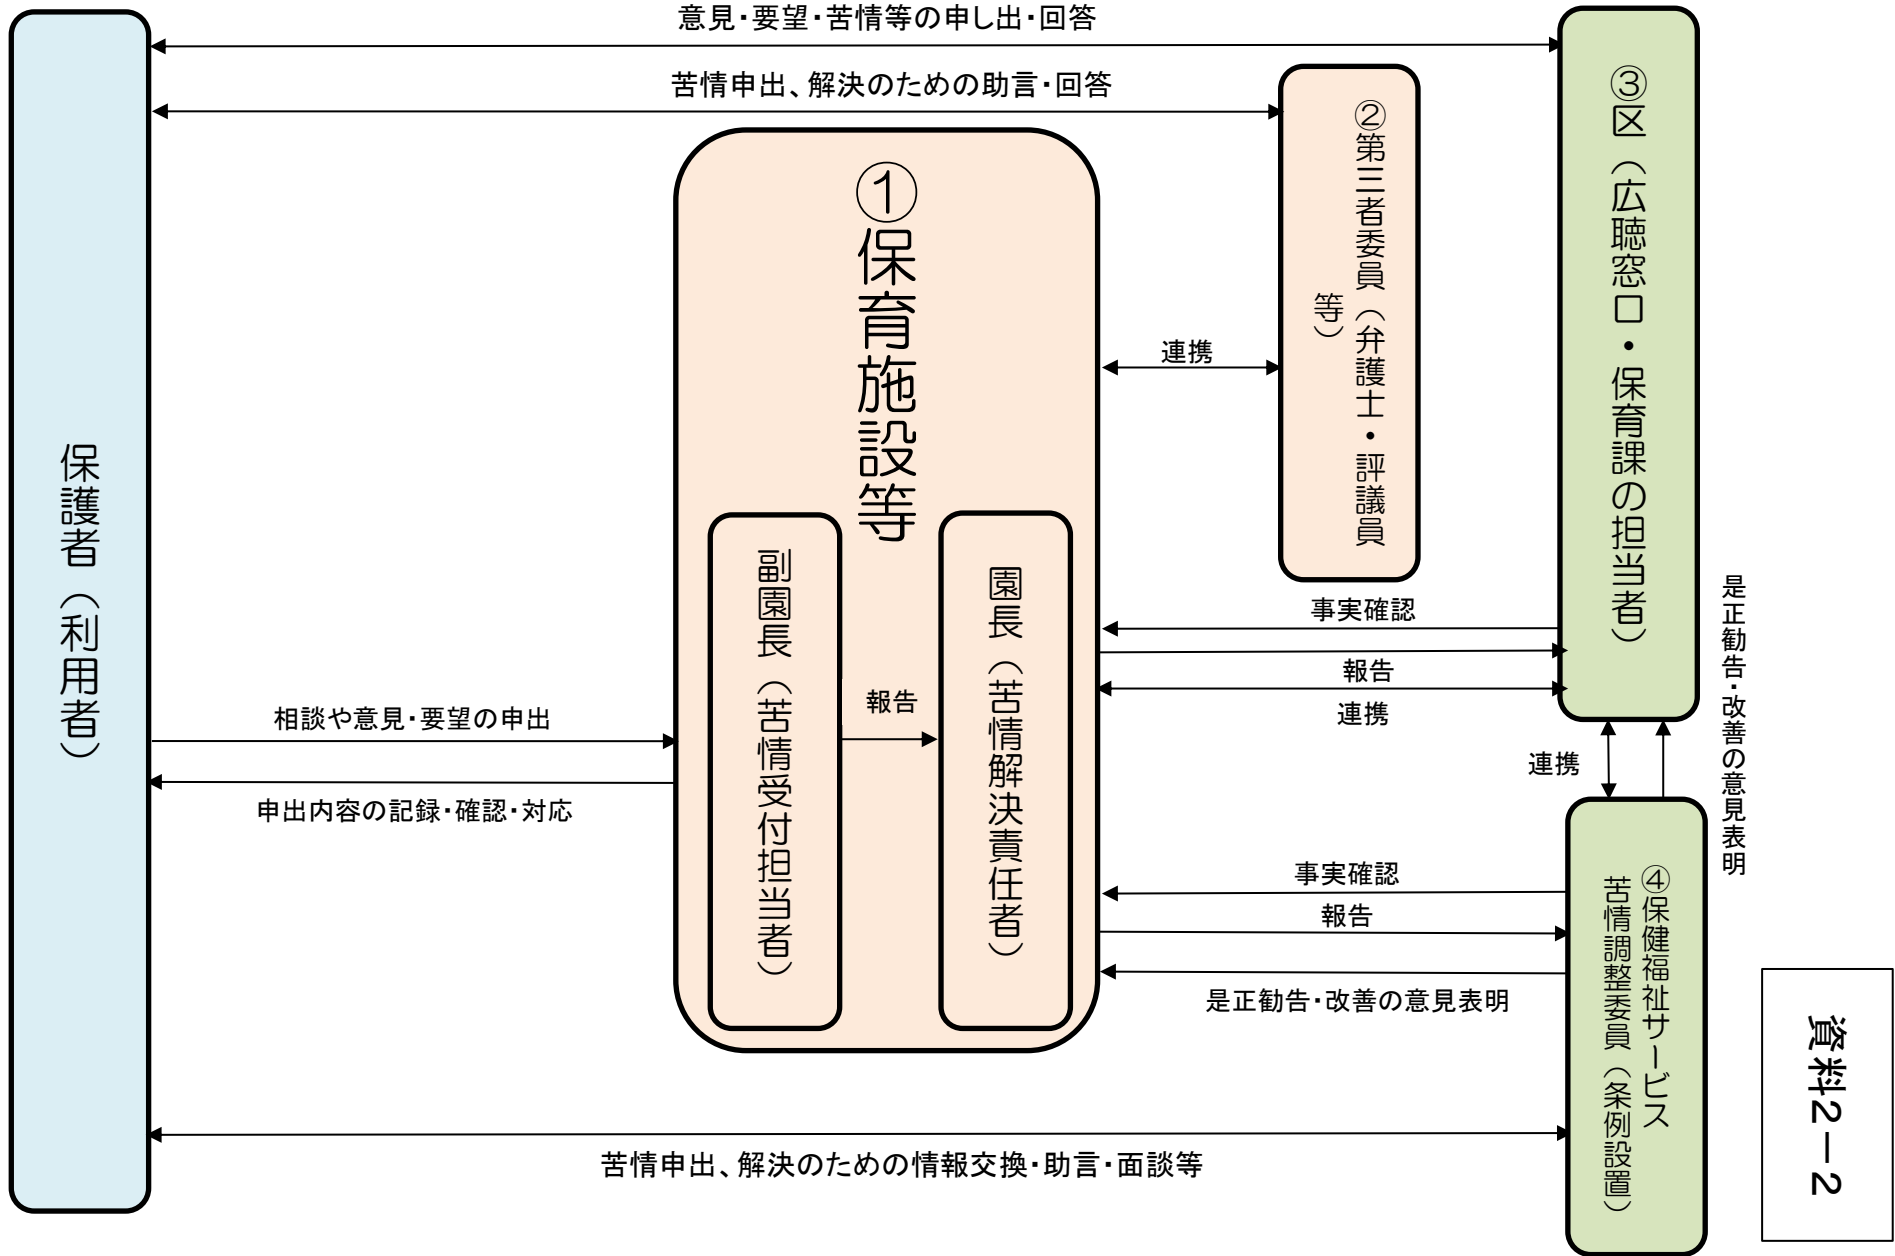 意見・要望・苦情等の申し出・回答
苦情申出、解決のための助言・回答
保護者（利用者）
①保育施設等
副園長（苦情受付担当者）
報告
園長（苦情解決責任者）
②第三者委員（弁護士・評議員
等）
連携
③区（広聴窓口・保育課の担当者）
事実確認
報告
連携
相談や意見・要望の申出
申出内容の記録・確認・対応
連携
是正勧告・改善の意見表明
④保健福祉サービス
苦情調整委員（条例設置）
事実確認
報告
是正勧告・改善の意見表明
苦情申出、解決のための情報交換・助言・面談等
資料２－２